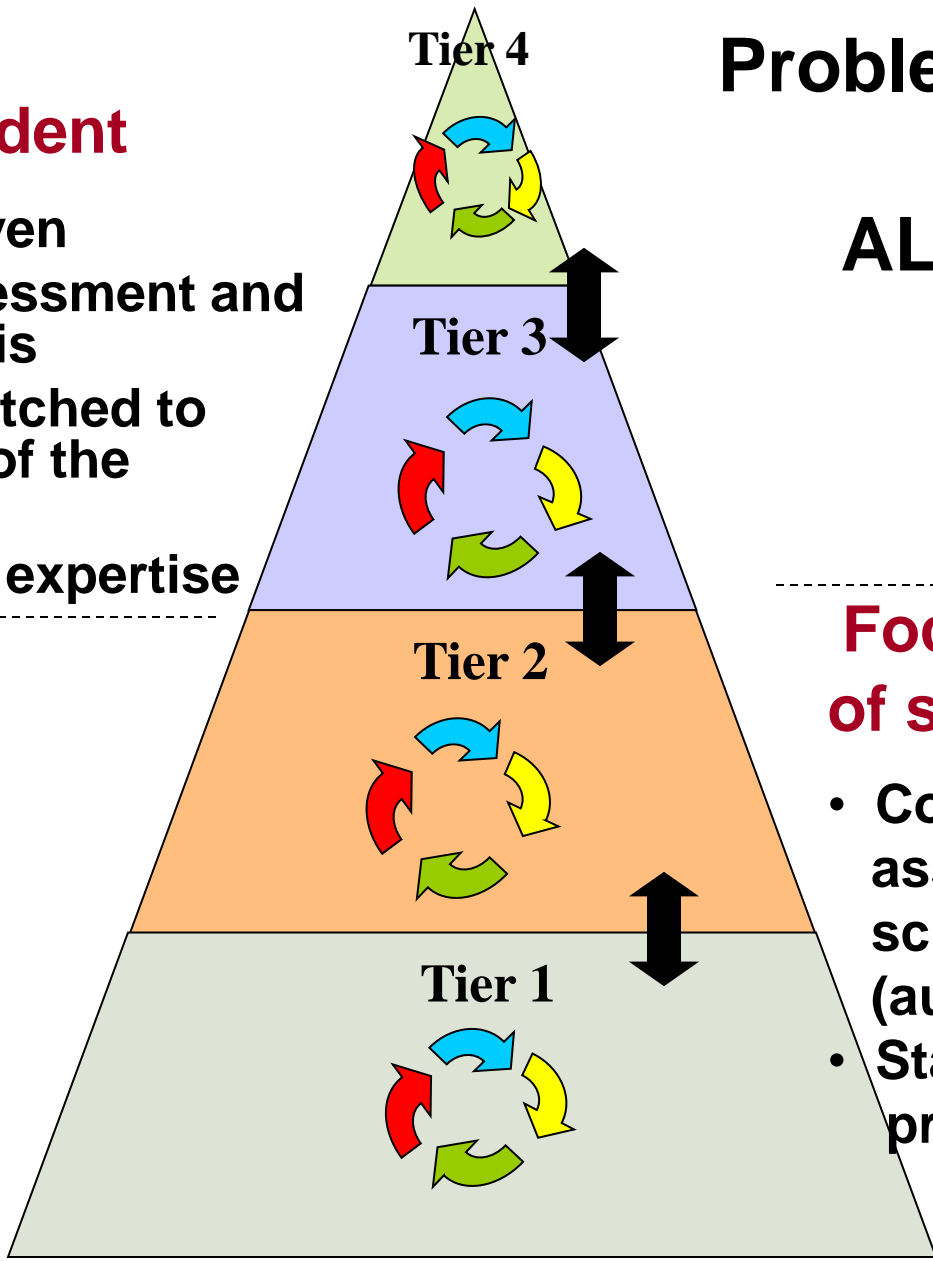 Tier 4
Proble
dent
ven
AL
essment and
is
Tier 3
tched to
of the
expertise
Foc
Tier 2
of s
• Co
ass
sc
(au
Tier 1
• Sta
pr